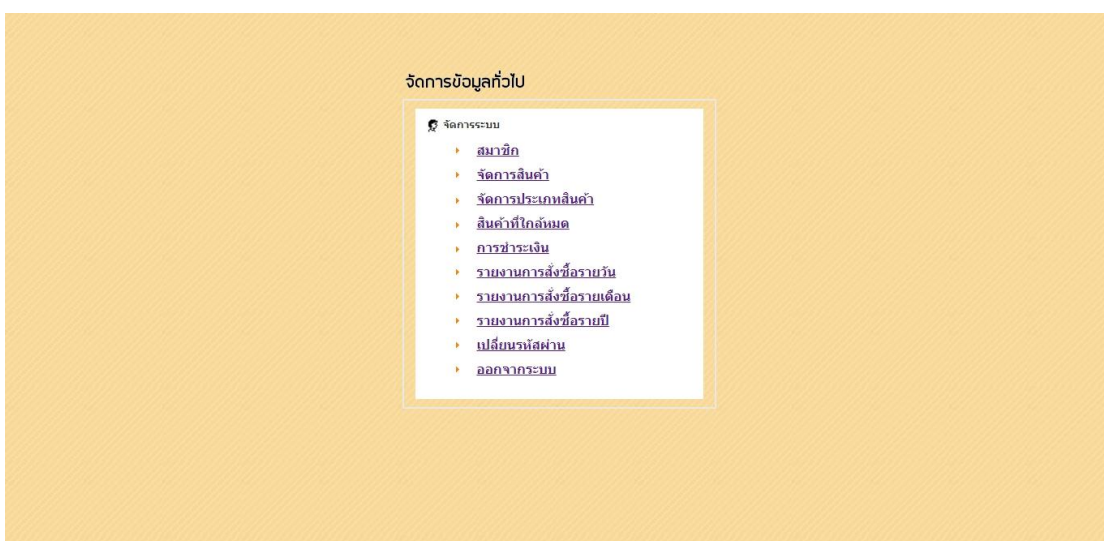 จัดการข้อมูลทั่วไป
จัดการระบบ
สมาชิก
จัดการสินค้า
จัดการประเภทสินค้า
สินค้าที่ใกล้หมด
การชำระเงิน
รายงานการสั่งซื้อรายวัน
รายงานการสั่งซื้อรายเดือน
รายงานการสั่งซื้อรายปี
เปลี่ยนรหัสผ่าน
ออกจากระบบ